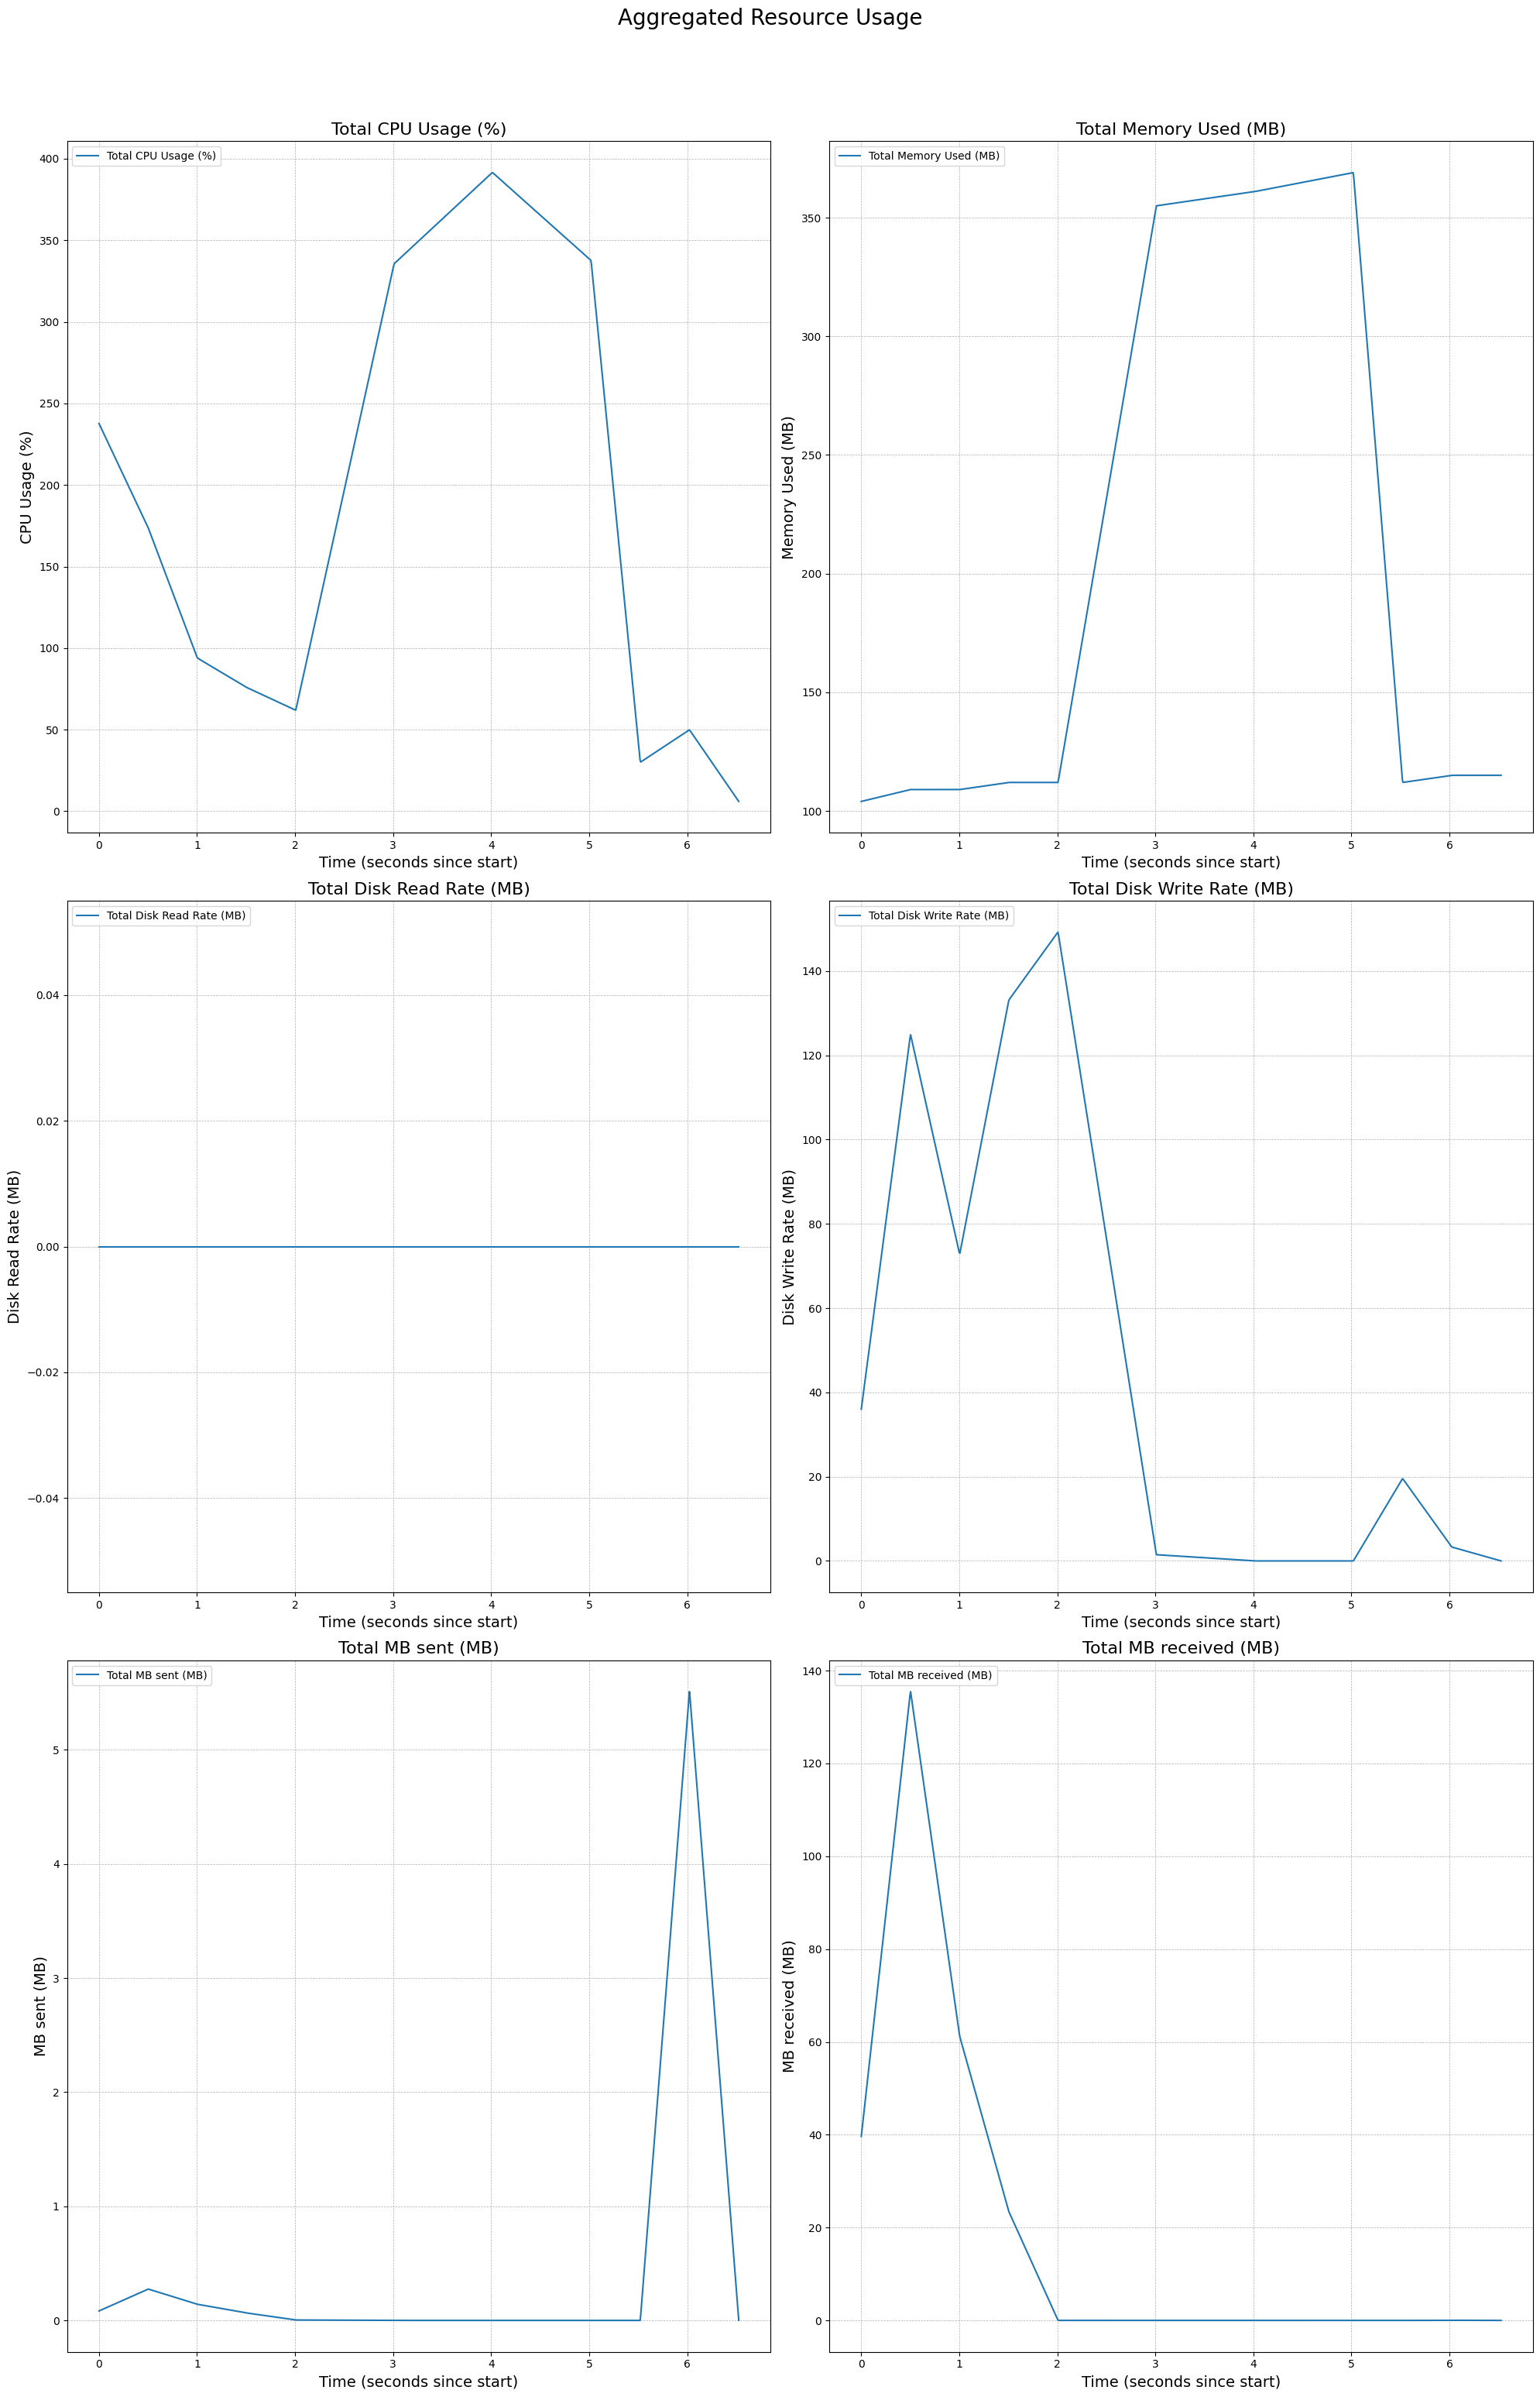 Aggregated Resource Usage
Total CPU Usage (%)
Total CPU Usage (%)
400
350
300
250
200
150
100
50
0
CPU Usage (%)
0 1 2 3 4 5 6
Time (seconds since start)
Total Memory Used (MB)
Total Memory Used (MB)
350
300
250
200
150
100
Memory Used (MB)
0 1 2 3 4 5 6
Time (seconds since start)
Total Disk Read Rate (MB)
Total Disk Read Rate (MB)
0.04
0.02
0.00
−0.02
−0.04
Disk Read Rate (MB)
0 1 2 3 4 5 6
Time (seconds since start)
Total Disk Write Rate (MB)
Total Disk Write Rate (MB)
140
120
100
80
60
40
20
0
Disk Write Rate (MB)
0 1 2 3 4 5 6
Time (seconds since start)
Total MB sent (MB)
Total MB sent (MB)
5
4
3
2
1
0
MB sent (MB)
0 1 2 3 4 5 6
Time (seconds since start)
Total MB received (MB)
Total MB received (MB)
140
120
100
80
60
40
20
0
MB received (MB)
0 1 2 3 4 5 6
Time (seconds since start)